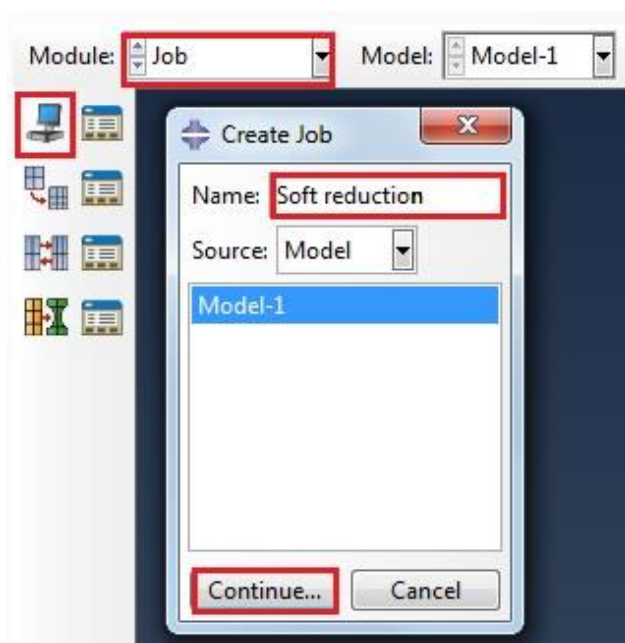 Module: Job Model: Model-1
Create Job
Name: Soft reduction
Source: Model
Model-1
Continue... Cancel